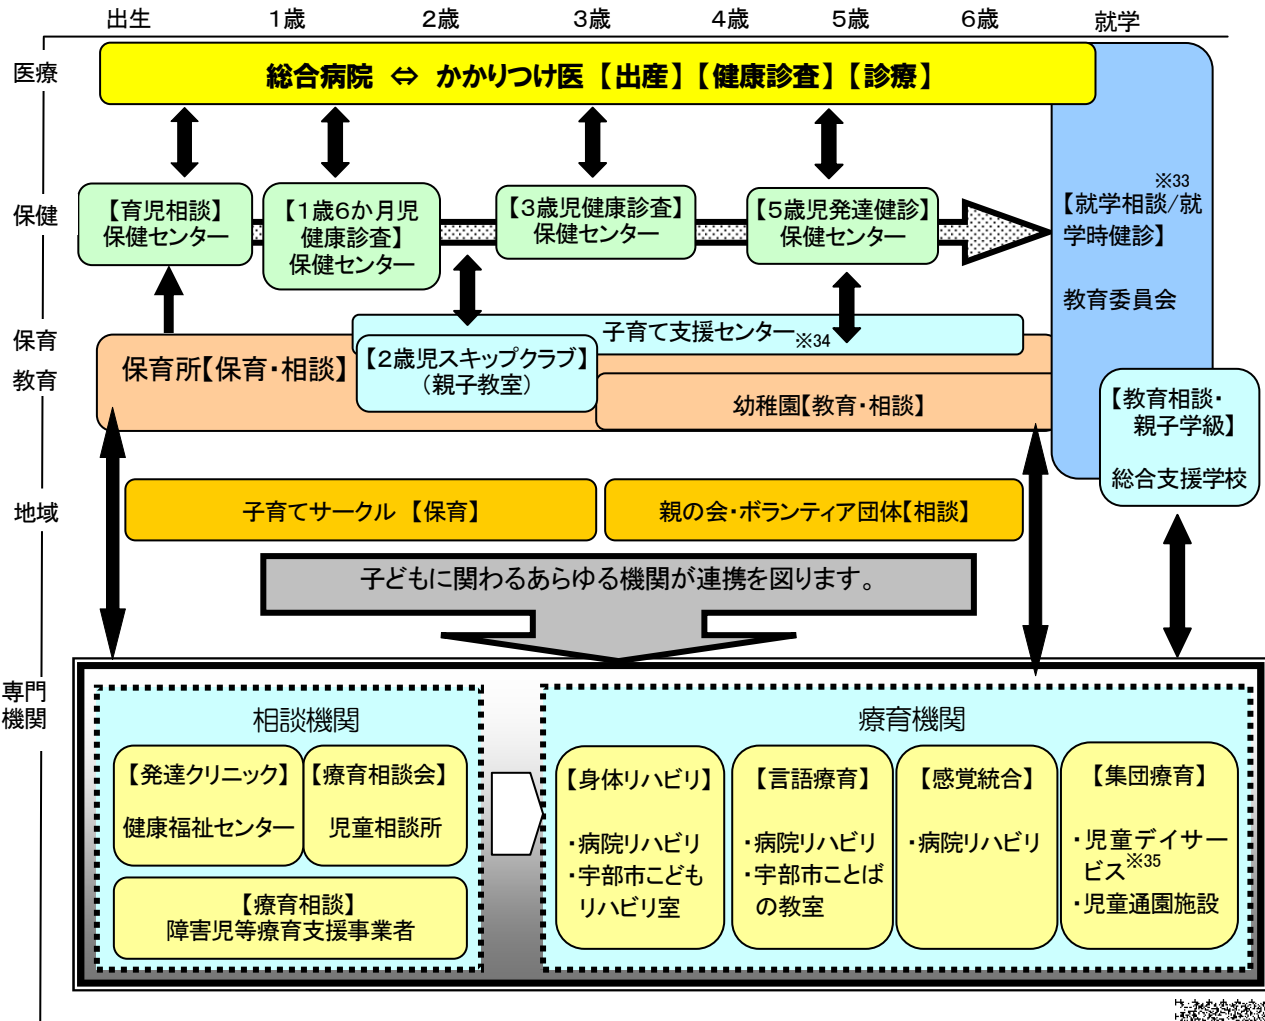 出生 1歳 2歳 3歳 4歳 5歳 6歳 就学
医療
総合病院 ⇔ かかりつけ医 【出産】【健康診査】【診療】
保健
【育児相談】
保健センター
【1歳6か月児
健康診査】
保健センター
【3歳児健康診査】
保健センター
【5歳児発達健診】
保健センター
※33
【就学相談/就
学時健診】
教育委員会
保育
教育
子育て支援センター※34
保育所【保育・相談】
【2歳児スキップクラブ】
（親子教室）
幼稚園【教育・相談】
【教育相談・
親子学級】
総合支援学校
地域
子育てサークル 【保育】
親の会・ボランティア団体【相談】
子どもに関わるあらゆる機関が連携を図ります。
専門
機関
相談機関
【発達クリニック】
健康福祉センター
【療育相談会】
児童相談所
【療育相談】
障害児等療育支援事業者
療育機関
【身体リハビリ】
・病院リハビリ
・宇部市こども
リハビリ室
【言語療育】
・病院リハビリ
・宇部市ことば
の教室
【感覚統合】
・病院リハビリ
【集団療育】
・児童デイサー
ビス※35
・児童通園施設